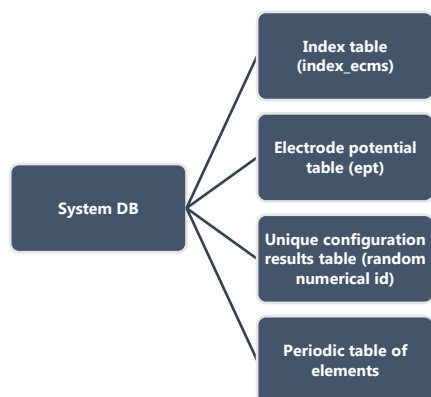 Index table
(index_ecms)
Electrode potential
table (ept)
System DB
Unique configuration
results table (random
numerical id)
Periodic table of
elements